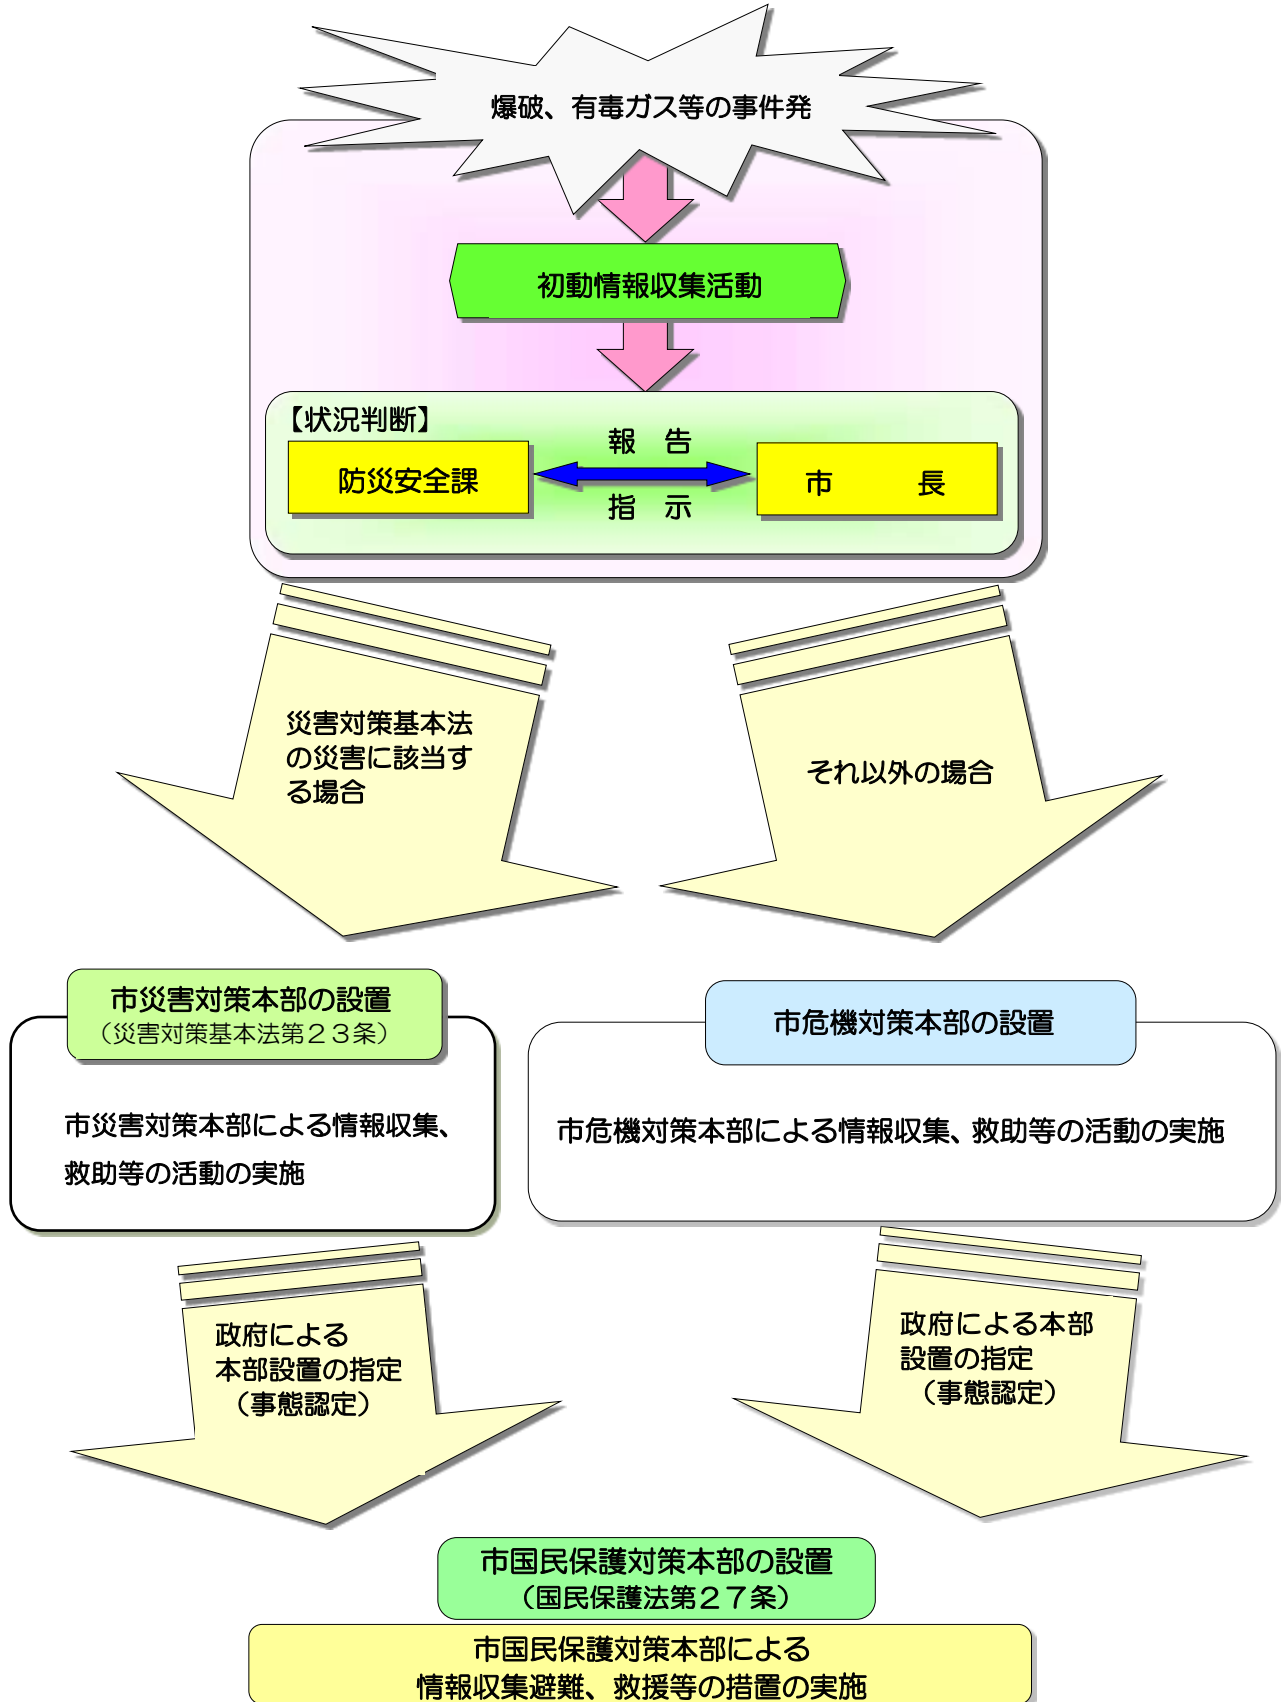 爆破、有毒ガス等の事件発
初動情報収集活動
【状況判断】
報　告
防災安全課
市　　　長
指　示
災害対策基本法
の災害に該当す
る場合
それ以外の場合
市災害対策本部の設置
（災害対策基本法第２３条）
市災害対策本部による情報収集、
救助等の活動の実施
市危機対策本部の設置
市危機対策本部による情報収集、救助等の活動の実施
政府による
本部設置の指定
（事態認定）
政府による本部
設置の指定
（事態認定）
市国民保護対策本部の設置
（国民保護法第２７条）
市国民保護対策本部による
情報収集避難、救援等の措置の実施